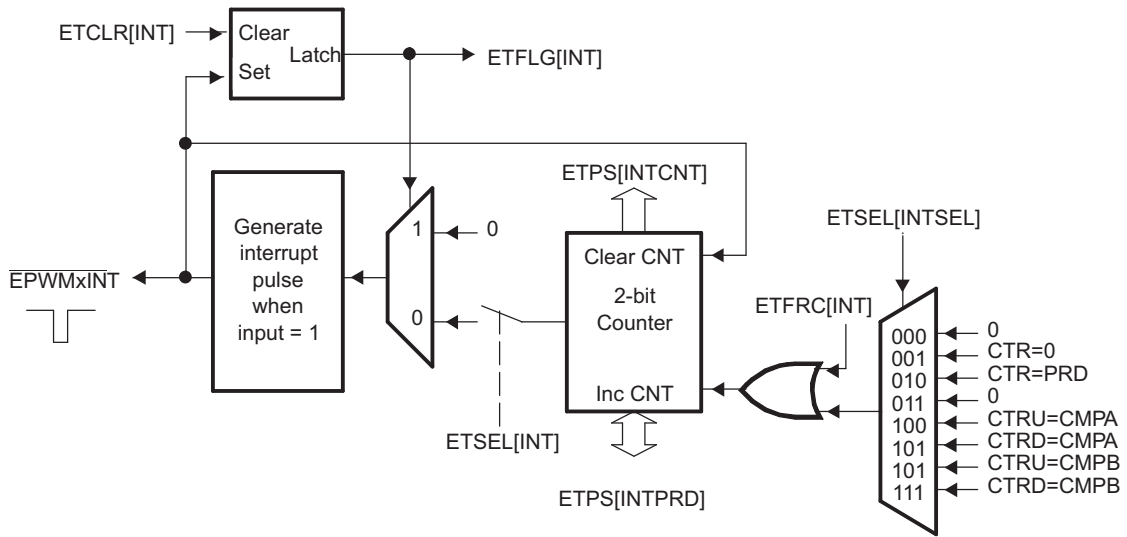 ETCLR[INT]
Clear
Latch
Set
ETFLG[INT]
ETPS[INTCNT]
ETSEL[INTSEL]
Generate
interrupt
pulse
when
input = 1
EPWMxINT
1
0
0
Clear CNT
2-bit
Counter
Inc CNT
ETFRC[INT]
ETSEL[INT]
ETPS[INTPRD]
000
001
010
011
100
101
101
111
0
CTR=0
CTR=PRD
0
CTRU=CMPA
CTRD=CMPA
CTRU=CMPB
CTRD=CMPB